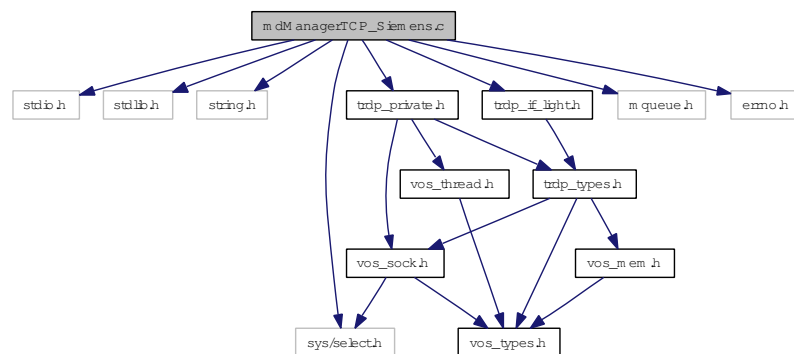 mdManagerTCP_Siemens.c
stdio.h
stdlib.h
string.h
trdp_private.h
trdp_if_light.h
mqueue.h
errno.h
vos_thread.h
trdp_types.h
vos_sock.h
vos_mem.h
sys/select.h
vos_types.h